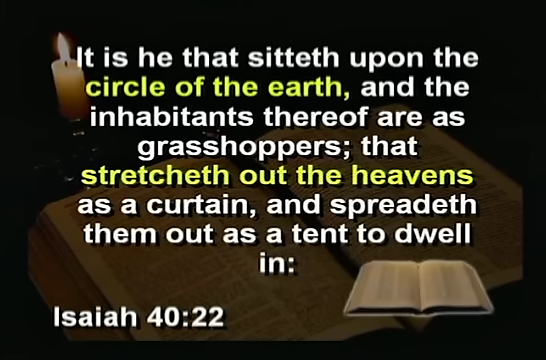 It is he that sitteth upon the
circle of the earth, and the
inhabitants thereof are as
grasshoppers; that
stretcheth out the heavens
as a curtain, and spreadeth
them out as a tent to dwell
in:
Isaiah 40:22